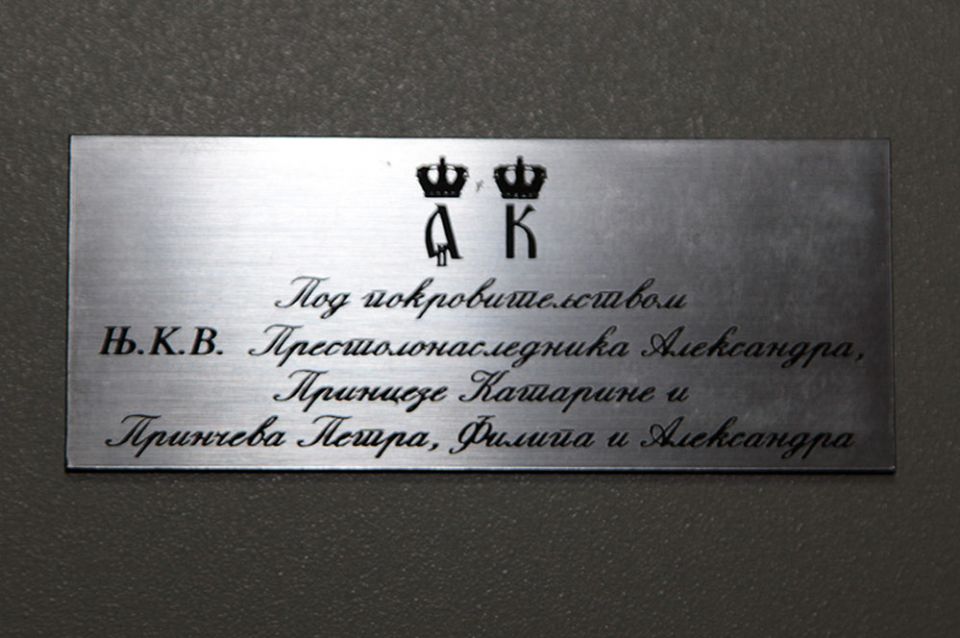 А К
Под покровитељством
Њ.К.В. Престолонаследника Александра,
Принцезе Катарине и
Принчева Петра, Филипа и Александра